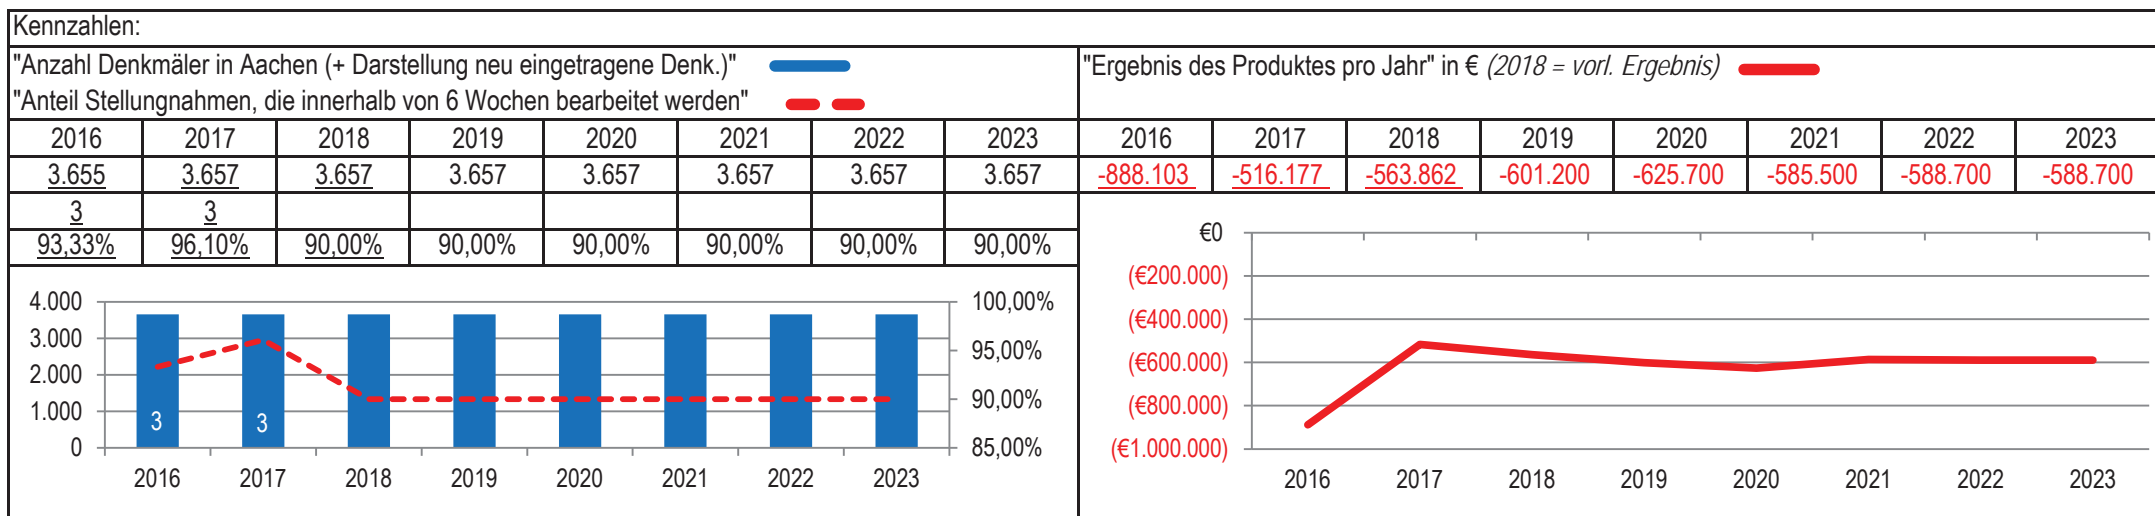 Kennzahlen:
"Anzahl Denkmäler in Aachen (+ Darstellung neu eingetragene Denk.)"
"Anteil Stellungnahmen, die innerhalb von 6 Wochen bearbeitet werden"
2016 2017 2018 2019 2020 2021 2022 2023
3.655 3.657 3.657 3.657 3.657 3.657 3.657 3.657
3 3
93,33% 96,10% 90,00% 90,00% 90,00% 90,00% 90,00% 90,00%
4.000 100,00%
3.000 95,00%
2.000
1.000 90,00%
3 3
0 85,00%
2016 2017 2018 2019 2020 2021 2022 2023
"Ergebnis des Produktes pro Jahr" in € (2018 = vorl. Ergebnis)
2016 2017 2018 2019 2020 2021 2022 2023
-888.103 -516.177 -563.862 -601.200 -625.700 -585.500 -588.700 -588.700
€0
(€200.000)
(€400.000)
(€600.000)
(€800.000)
(€1.000.000)
2016 2017 2018 2019 2020 2021 2022 2023